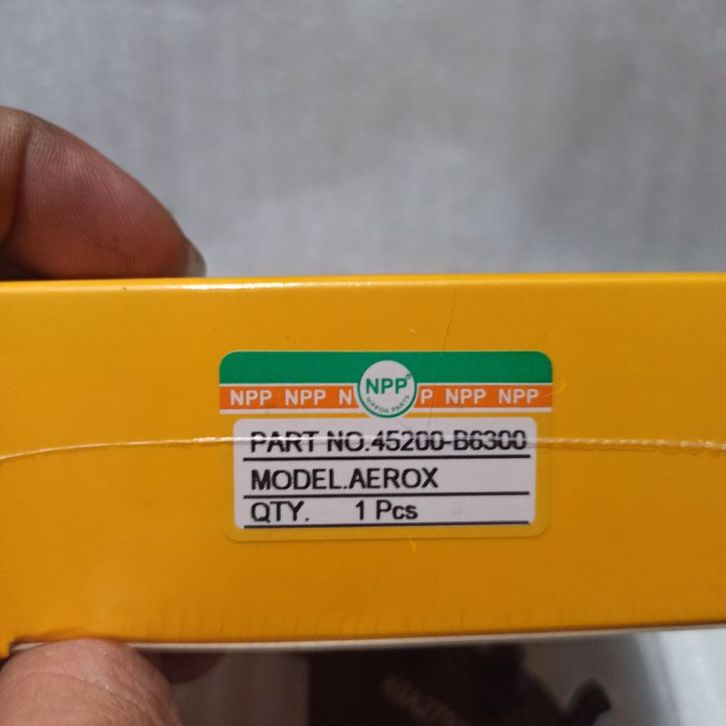 NPP NPP N NPP P NPP NPP
NIPPON PARTS
PART NO.45200-B6300
MODEL.AEROX
QTY. 1 Pcs